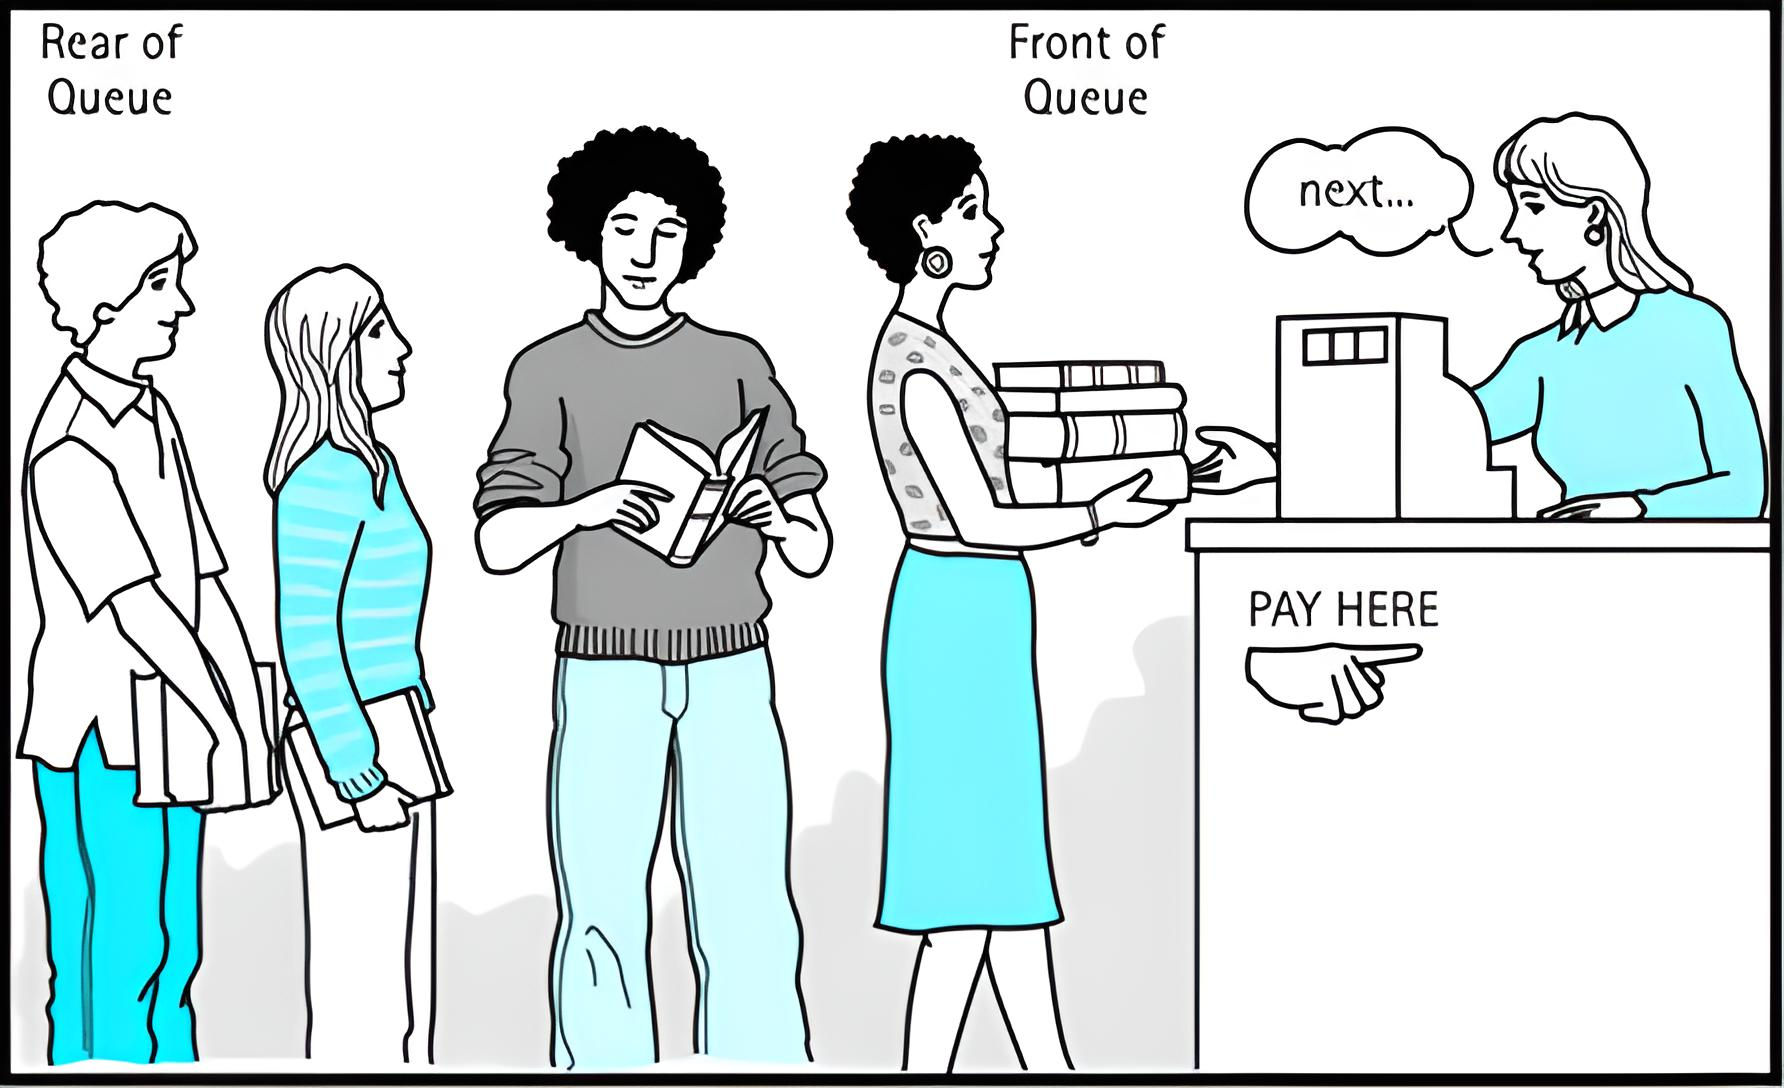 Rear of
Queue
Front of
Queue
next...
PAY HERE